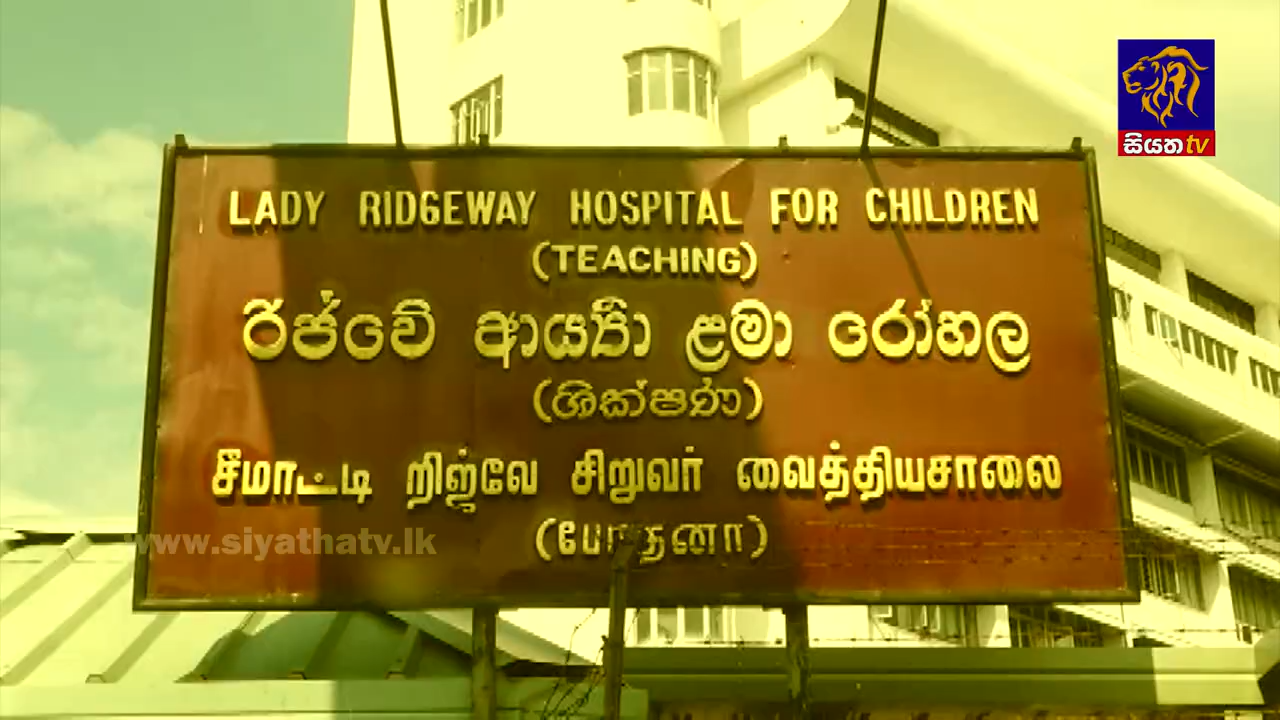 සියත tv
LADY RIDGEWAY HOSPITAL FOR CHILDREN
(TEACHING)
රිජ්වේ ආර්‍ය්‍යා ළමා රෝහල
(ශික්ෂණ)
சீமாட்டி றிஜ்வே சிறுவர் வைத்தியசாலை
(போதனா)
www.siyathatv.lk